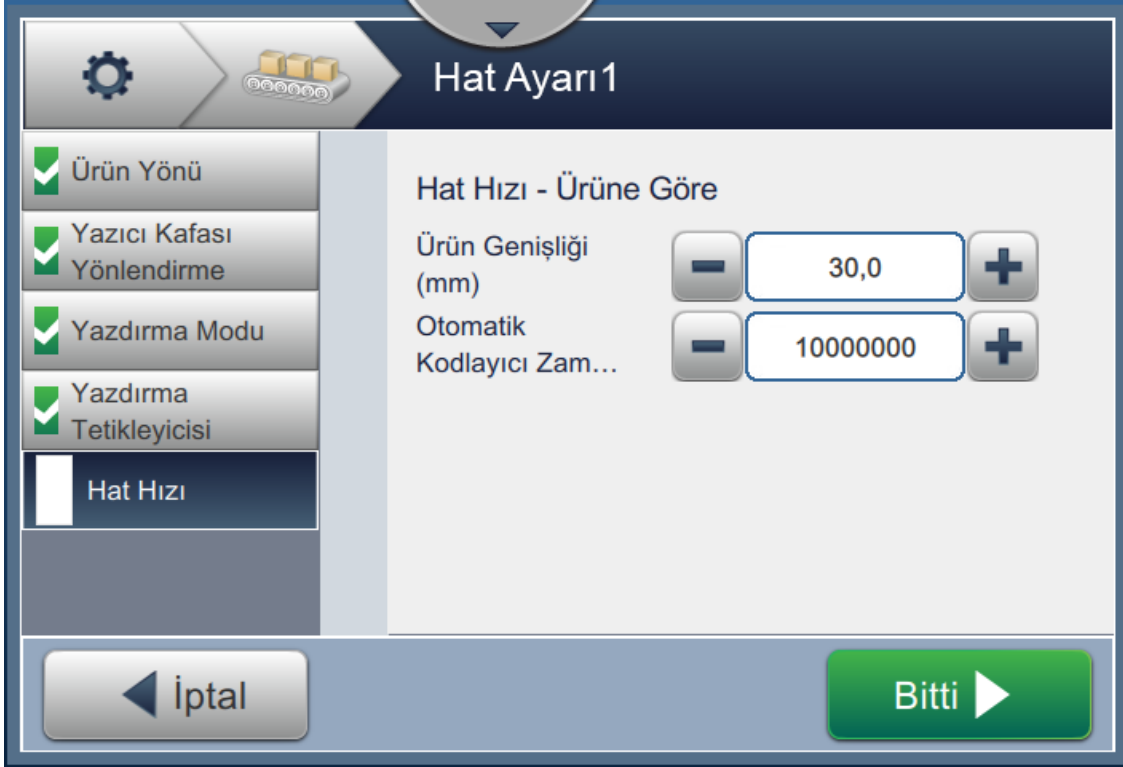 Hat Ayarı1
Ürün Yönü
Yazıcı Kafası
Yönlendirme
Yazdırma Modu
Yazdırma
Tetikleyicisi
Hat Hızı
Hat Hızı - Ürüne Göre
Ürün Genişliği
(mm)
30,0
Otomatik
Kodlayıcı Zam…
10000000
İptal
Bitti